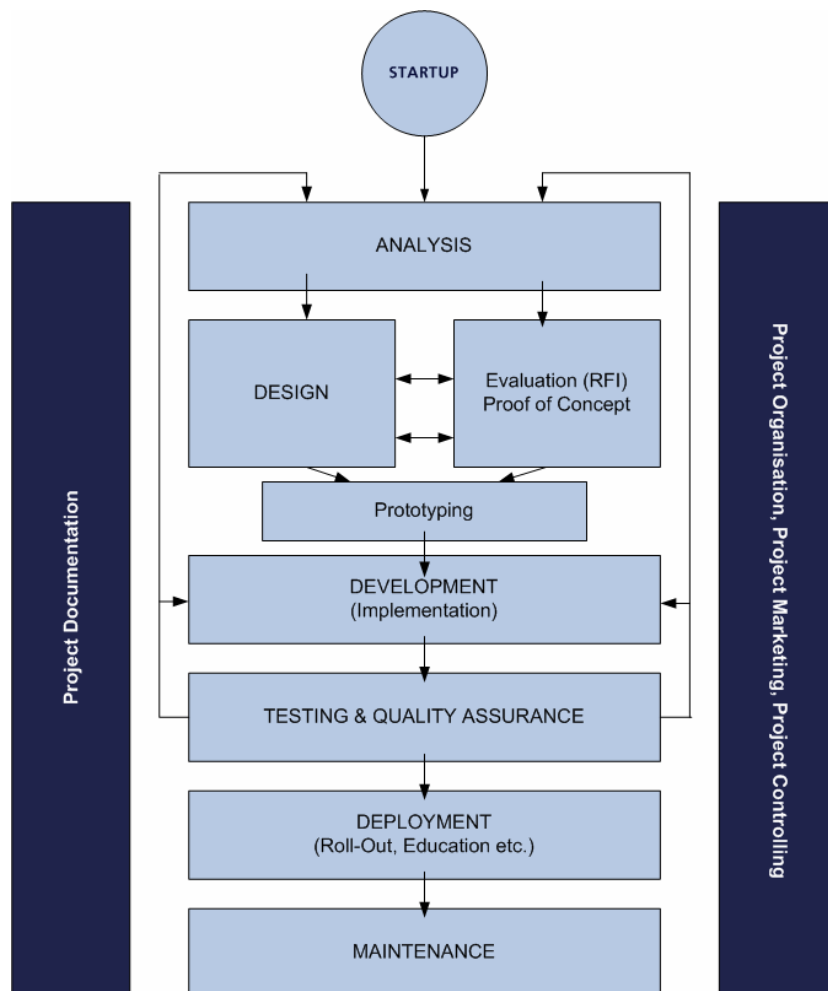 STARTUP
ANALYSIS
DESIGN
Evaluation (RFI)
Proof of Concept
Prototyping
DEVELOPMENT
(Implementation)
TESTING & QUALITY ASSURANCE
DEPLOYMENT
(Roll-Out, Education etc.)
MAINTENANCE
Project Documentation
Project Organisation, Project Marketing, Project Controlling